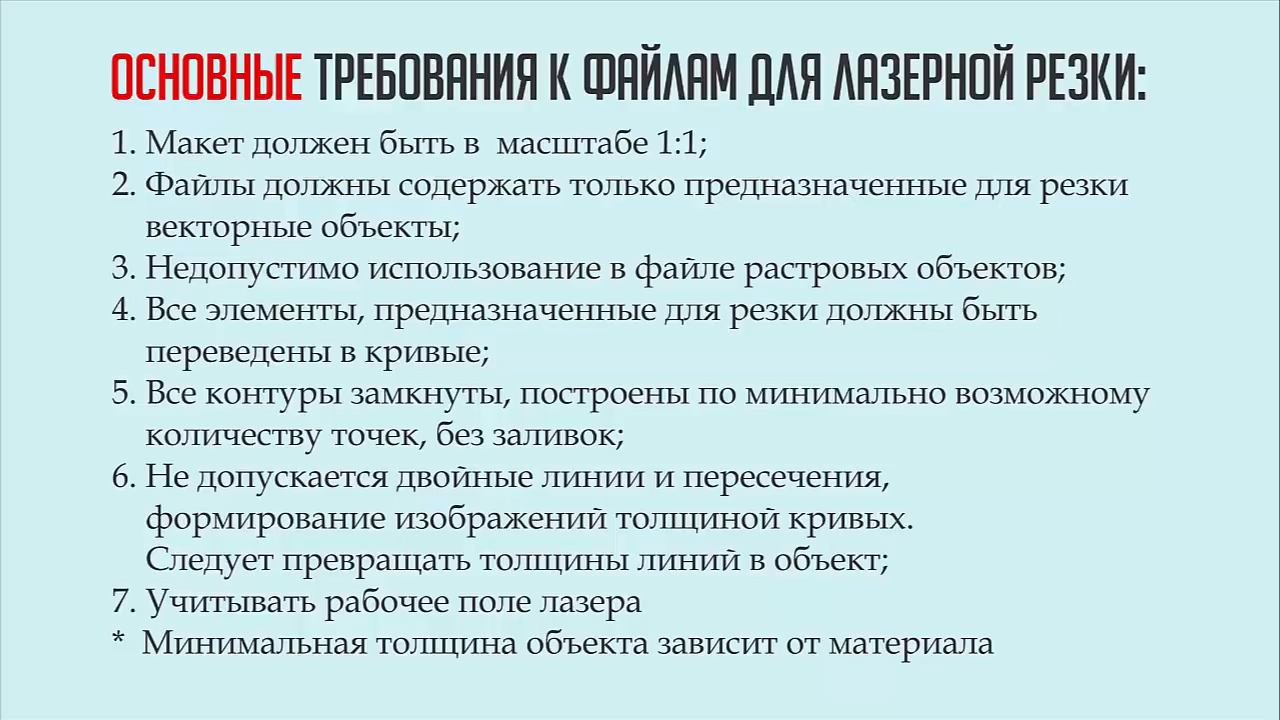 ОСНОВНЫЕ ТРЕБОВАНИЯ К ФАЙЛАМ ДЛЯ ЛАЗЕРНОЙ РЕЗКИ:
1. Макет должен быть в масштабе 1:1;
2. Файлы должны содержать только предназначенные для резки
векторные объекты;
3. Недопустимо использование в файле растровых объектов;
4. Все элементы, предназначенные для резки должны быть
переведены в кривые;
5. Все контуры замкнуты, построены по минимально возможному
количеству точек, без заливок;
6. Не допускается двойные линии и пересечения,
формирование изображений толщиной кривых.
Следует превращать толщины линий в объект;
7. Учитывать рабочее поле лазера
* Минимальная толщина объекта зависит от материала